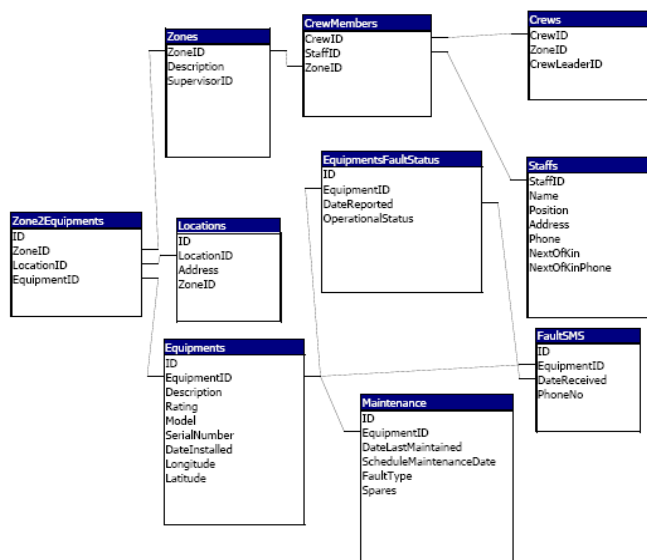 Zones
ZoneID
Description
SupervisorID
CrewMembers
CrewID
StaffID
ZoneID
Crews
CrewID
ZoneID
CrewLeaderID
EquipmentsFaultStatus
ID
EquipmentID
DateReported
OperationalStatus
Staffs
StaffID
Name
Position
Address
Phone
NextOfKin
NextOfKinPhone
Zone2Equipments
ID
ZoneID
LocationID
EquipmentID
Locations
ID
LocationID
Address
ZoneID
Equipments
ID
EquipmentID
Description
Rating
Model
SerialNumber
DateInstalled
Longitude
Latitude
FaultSMS
ID
EquipmentID
DateReceived
PhoneNo
Maintenance
ID
EquipmentID
DateLastMaintained
ScheduleMaintenanceDate
FaultType
Spares